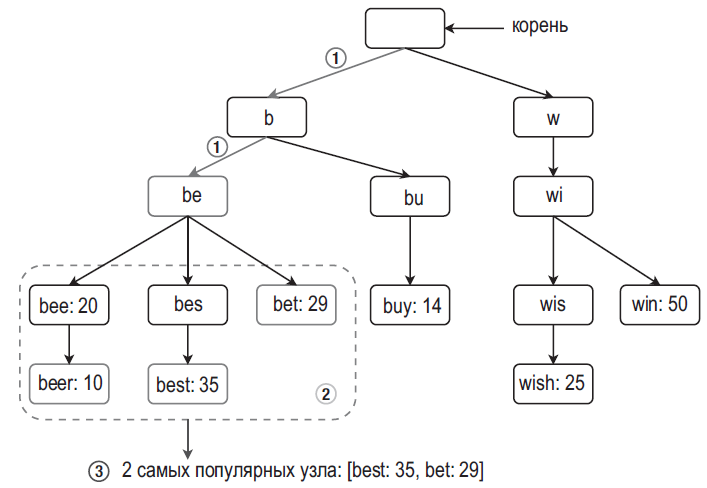 корень
1
b
w
1
be
bu
wi
bee: 20
bes
bet: 29
buy: 14
wis
win: 50
beer: 10
best: 35
2
wish: 25
3 2 самых популярных узла: [best: 35, bet: 29]